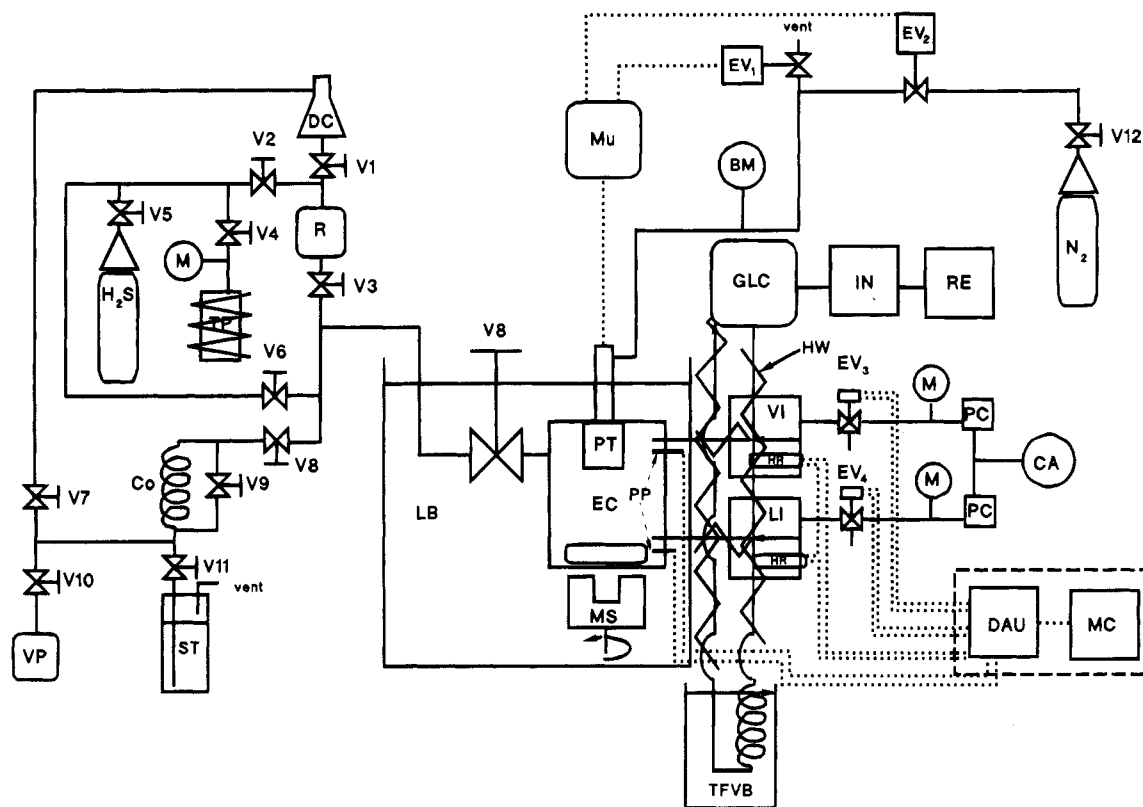 vent
EV₂
EV₁
DC
Mu
V2
V1
V12
BM
V5
V4
R
M
N₂
V3
H₂S
TP
GLC
IN
RE
V6
V8
HW
EV₃
M
VI
PC
PT
V8
Co
V9
HR
CA
PP
EV₄
M
V7
LB
EC
LI
PC
HR
V11
V10
vent
MS
DAU
MC
ST
VP
TFVB